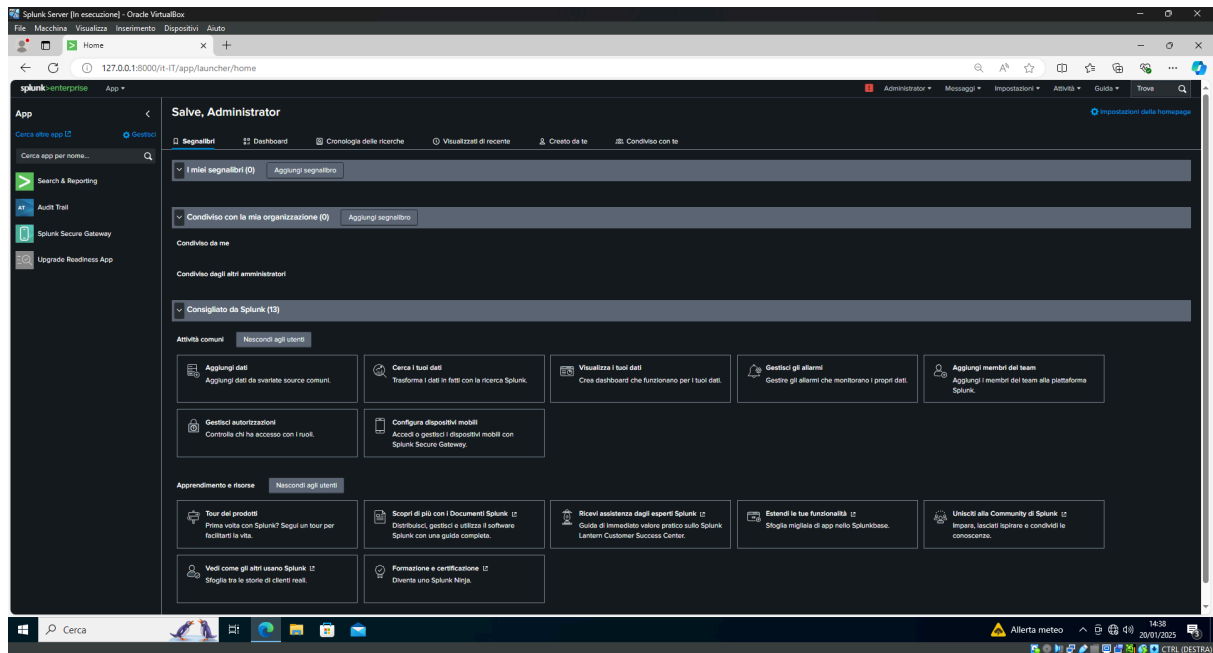 Splunk Server [In esecuzione] - Oracle VirtualBox
File Macchina Visualizza Inserimento Dispositivi Aiuto
Home
127.0.0.1:8000/it-IT/app/launcher/home
splunk>enterprise App
Administrator Messaggi Impostazioni Attività Guida Trova
App
Cerca altre app Gestisci
Cerca app per nome...
Search & Reporting
AT Audit Trail
Splunk Secure Gateway
Upgrade Readiness App
Salve, Administrator
Impostazioni della homepage
Segnalibri Dashboard Cronologia delle ricerche Visualizzati di recente Creato da te Condiviso con te
I miei segnalibri (0) Aggiungi segnalibro
Condiviso con la mia organizzazione (0) Aggiungi segnalibro
Condiviso da me
Condiviso dagli altri amministratori
Consigliato da Splunk (13)
Attività comuni Nascondi agli utenti
Aggiungi dati
Aggiungi dati da svariate source comuni.
Cerca i tuoi dati
Trasforma i dati in fatti con la ricerca Splunk.
Visualizza i tuoi dati
Crea dashboard che funzionano per i tuoi dati.
Gestisci gli allarmi
Gestire gli allarmi che monitorano i propri dati.
Aggiungi membri del team
Aggiungi i membri del team alla piattaforma
Splunk.
Gestisci autorizzazioni
Controlla chi ha accesso con i ruoli.
Configura dispositivi mobili
Accedi o gestisci i dispositivi mobili con
Splunk Secure Gateway.
Apprendimento e risorse Nascondi agli utenti
Tour dei prodotti
Prima volta con Splunk? Segui un tour per
facilitarti la vita.
Scopri di più con i Documenti Splunk
Distribuisci, gestisci e utilizza il software
Splunk con una guida completa.
Ricevi assistenza dagli esperti Splunk
Guida di immediato valore pratico sullo Splunk
Lantern Customer Success Center.
Estendi le tue funzionalità
Sfoglia migliaia di app nello Splunkbase.
Unisciti alla Community di Splunk
Impara, lasciati ispirare e condividi le
conoscenze.
Vedi come gli altri usano Splunk
Sfoglia tra le storie di clienti reali.
Formazione e certificazione
Diventa uno Splunk Ninja.
Cerca
Allerta meteo
14:38
20/01/2025
CTRL (DESTRA)